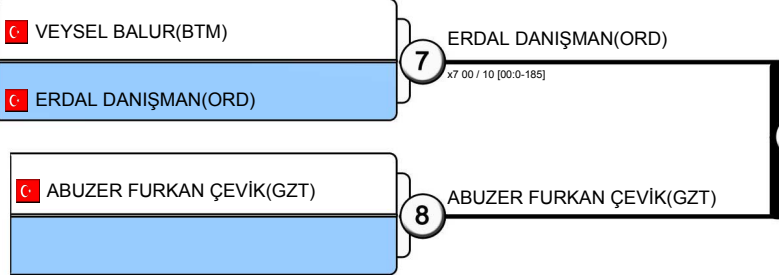 VEYSEL BALUR(BTM)
ERDAL DANIŞMAN(ORD)
7
ERDAL DANIŞMAN(ORD)
x7 00 / 10 [00:0-185]
ABUZER FURKAN ÇEVİK(GZT)
8
ABUZER FURKAN ÇEVİK(GZT)